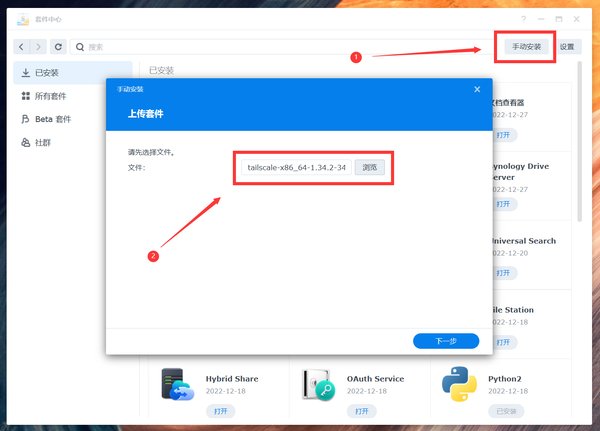 套件中心
搜索
手动安装
设置
1
已安装
所有套件
Beta 套件
社群
已安装
手动安装
上传套件
请先选择文件。
文件:
tailscale-x86_64-1.34.2-34
浏览
2
下一步
文档查看器
2022-12-27
打开
Synology Drive
Server
2022-12-27
打开
Universal Search
2022-12-20
打开
File Station
2022-12-18
打开
Hybrid Share
2022-12-18
打开
OAuth Service
2022-12-18
打开
Python2
2022-12-18
已安装